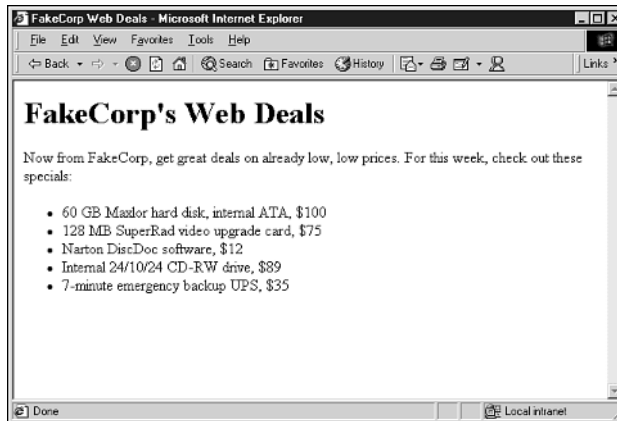 FakeCorp Web Deals - Microsoft Internet Explorer
File Edit View Favorites Tools Help
Back Search Favorites History Links
FakeCorp's Web Deals
Now from FakeCorp, get great deals on already low, low prices. For this week, check out these
specials:
• 60 GB Maxlor hard disk, internal ATA, $100
• 128 MB SuperRad video upgrade card, $75
• Narton DiscDoc software, $12
• Internal 24/10/24 CD-RW drive, $89
• 7-minute emergency backup UPS, $35
Done Local intranet